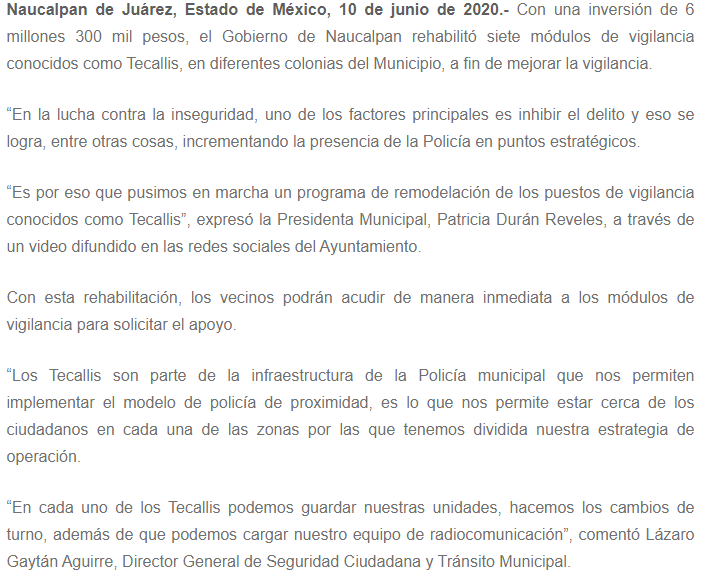 Naucalpan de Juárez, Estado de México, 10 de junio de 2020.- Con una inversión de 6
millones 300 mil pesos, el Gobierno de Naucalpan rehabilitó siete módulos de vigilancia
conocidos como Tecallis, en diferentes colonias del Municipio, a fin de mejorar la vigilancia.
“En la lucha contra la inseguridad, uno de los factores principales es inhibir el delito y eso se
logra, entre otras cosas, incrementando la presencia de la Policía en puntos estratégicos.
“Es por eso que pusimos en marcha un programa de remodelación de los puestos de vigilancia
conocidos como Tecallis”, expresó la Presidenta Municipal, Patricia Durán Reveles, a través de
un video difundido en las redes sociales del Ayuntamiento.
Con esta rehabilitación, los vecinos podrán acudir de manera inmediata a los módulos de
vigilancia para solicitar el apoyo.
“Los Tecallis son parte de la infraestructura de la Policía municipal que nos permiten
implementar el modelo de policía de proximidad, es lo que nos permite estar cerca de los
ciudadanos en cada una de las zonas por las que tenemos dividida nuestra estrategia de
operación.
“En cada uno de los Tecallis podemos guardar nuestras unidades, hacemos los cambios de
turno, además de que podemos cargar nuestro equipo de radiocomunicación”, comentó Lázaro
Gaytán Aguirre, Director General de Seguridad Ciudadana y Tránsito Municipal.